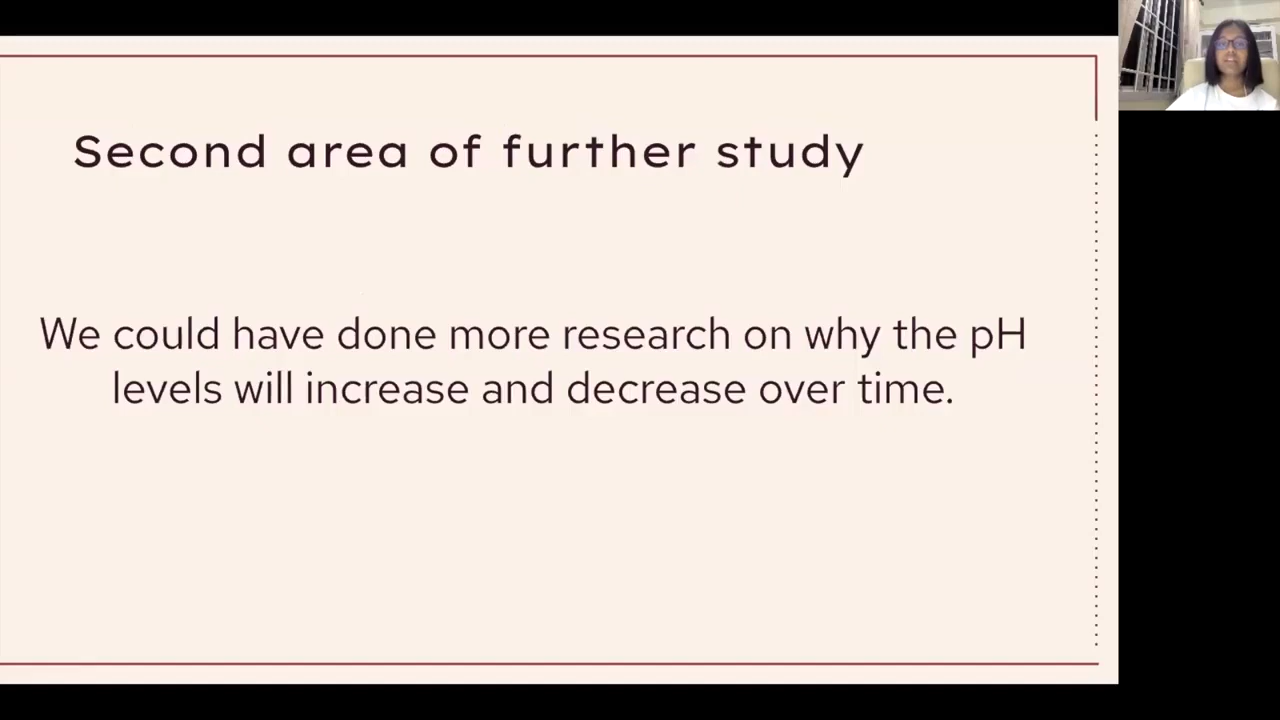 Second area of further study
We could have done more research on why the pH
levels will increase and decrease over time.